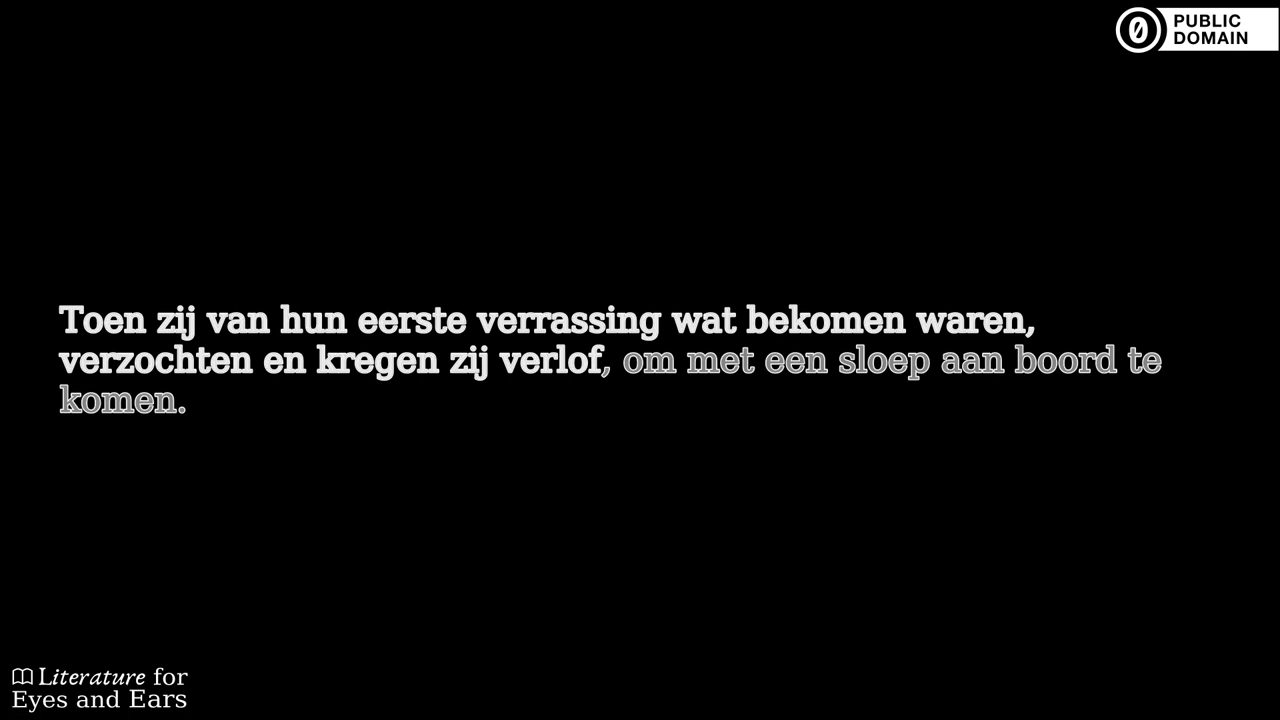 PUBLIC
DOMAIN
Toen zij van hun eerste verrassing wat bekomen waren,
verzochten en kregen zij verlof, om met een sloep aan boord te
komen.
Literature for
Eyes and Ears